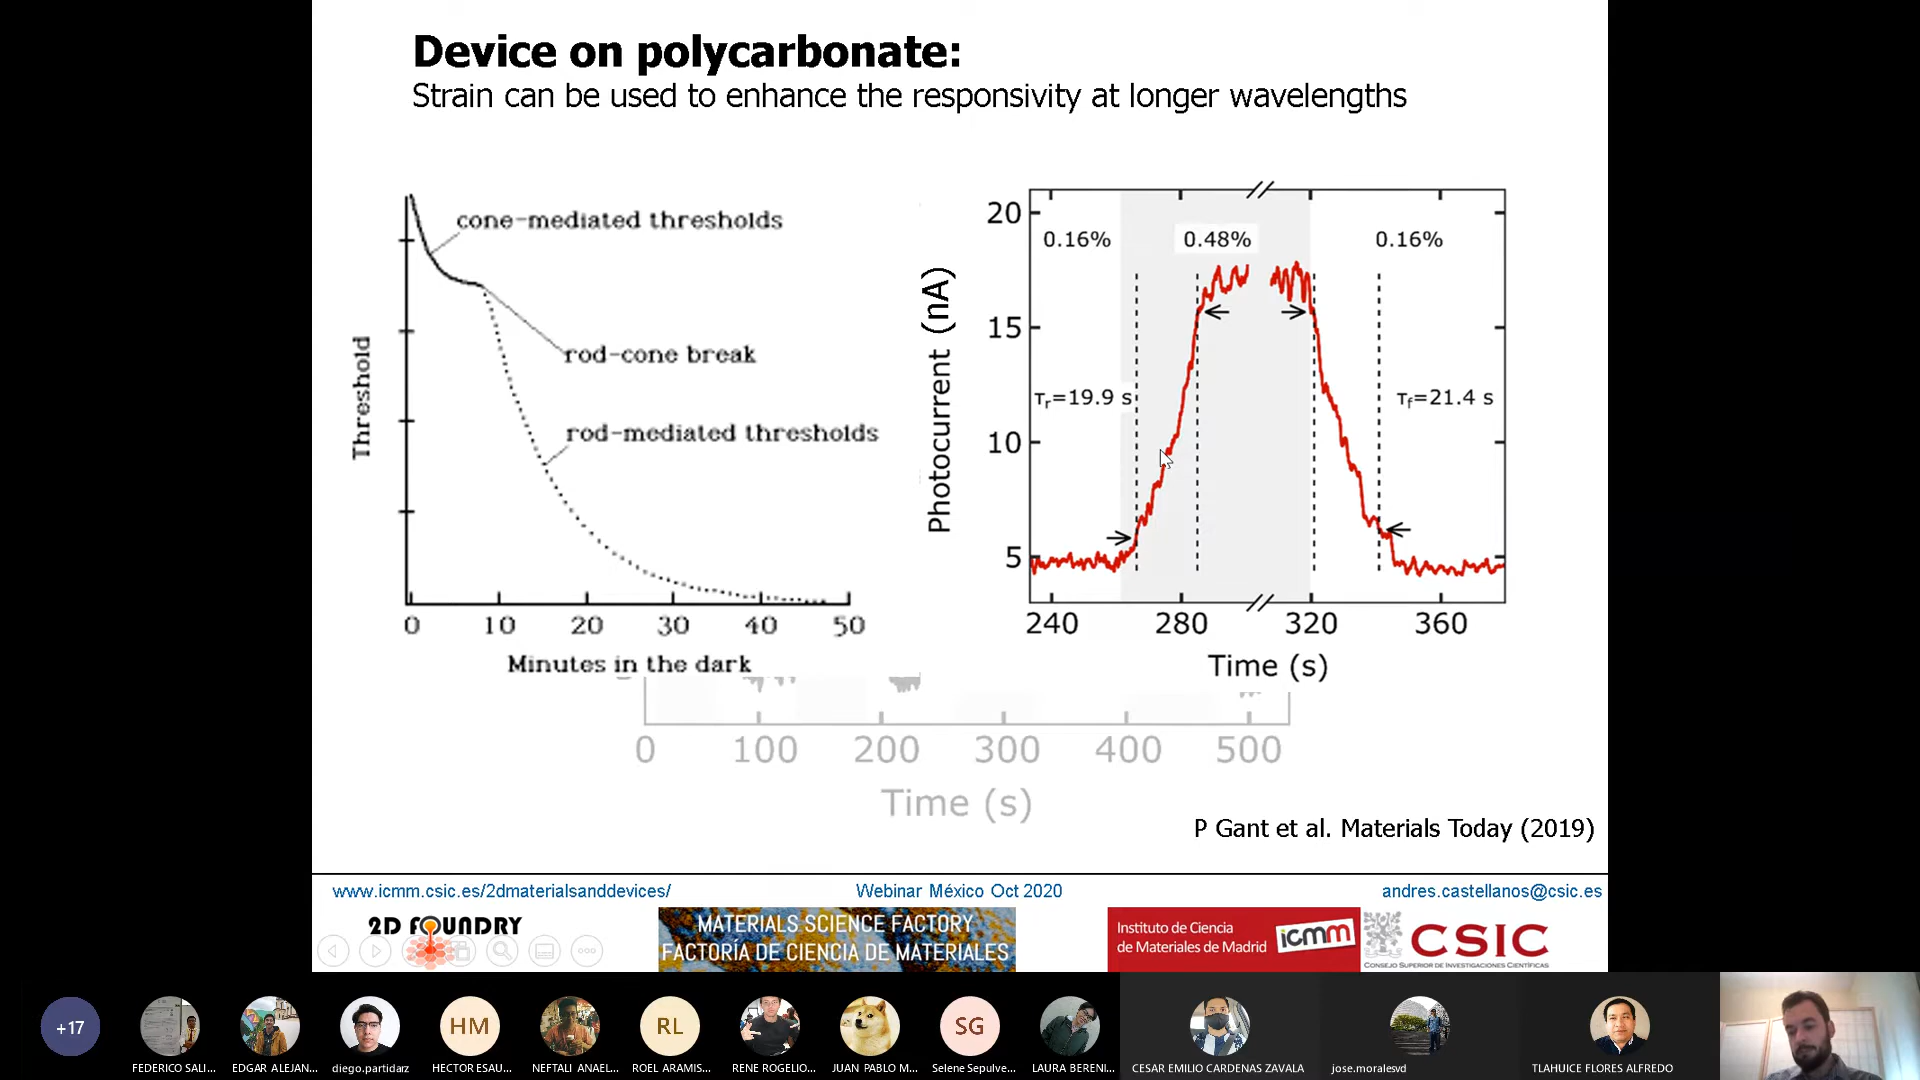 Device on polycarbonate:
Strain can be used to enhance the responsivity at longer wavelengths
cone-mediated thresholds
rod-cone break
rod-mediated thresholds
Threshold
0 10 20 30 40 50
Minutes in the dark
20
15
10
5
Photocurrent (nA)
0.16% 0.48% 0.16%
τr=19.9 s τf=21.4 s
240 280 320 360
Time (s)
0 100 200 300 400 500
Time (s)
P Gant et al. Materials Today (2019)
www.icmm.csic.es/2dmaterialsanddevices/ Webinar México Oct 2020 andres.castellanos@csic.es
2D FOUNDRY
MATERIALS SCIENCE FACTORY
FACTORÍA DE CIENCIA DE MATERIALES
Instituto de Ciencia
de Materiales de Madrid
icmm
CSIC
CONSEJO SUPERIOR DE INVESTIGACIONES CIENTÍFICAS
+17 HM RL SG
FEDERICO SALI... EDGAR ALEJAN... diego.partidarz HECTOR ESAU... NEFTALI ANAEL... ROEL ARAMIS... RENE ROGELIO... JUAN PABLO M... Selene Sepulve... LAURA BERENI... CESAR EMILIO CARDENAS ZAVALA jose.moralesvd TLAHUICE FLORES ALFREDO